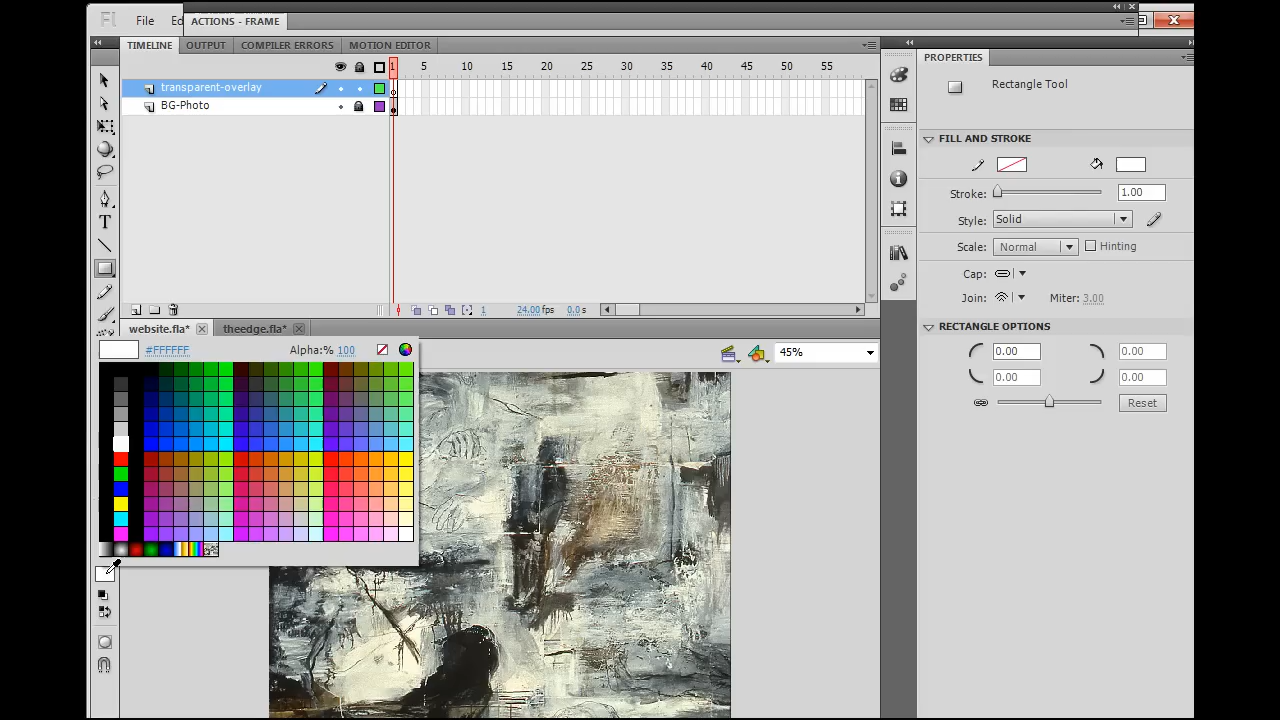 Fl File Ed ACTIONS - FRAME
TIMELINE OUTPUT COMPILER ERRORS MOTION EDITOR
1 5 10 15 20 25 30 35 40 45 50 55
transparent-overlay
BG-Photo
1 24.00 fps 0.0 s
website.fla* theedge.fla*
#FFFFFF Alpha:% 100
45%
PROPERTIES
Rectangle Tool
FILL AND STROKE
Stroke: 1.00
Style: Solid
Scale: Normal Hinting
Cap:
Join: Miter: 3.00
RECTANGLE OPTIONS
0.00 0.00
0.00 0.00
Reset